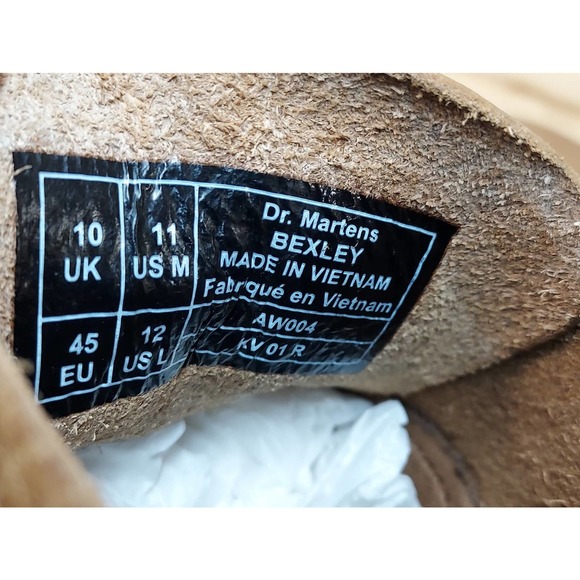 10
UK
11
US M
45
EU
12
US L
Dr. Martens
BEXLEY
MADE IN VIETNAM
Fabriqué en Vietnam
AW004
KV 01 R